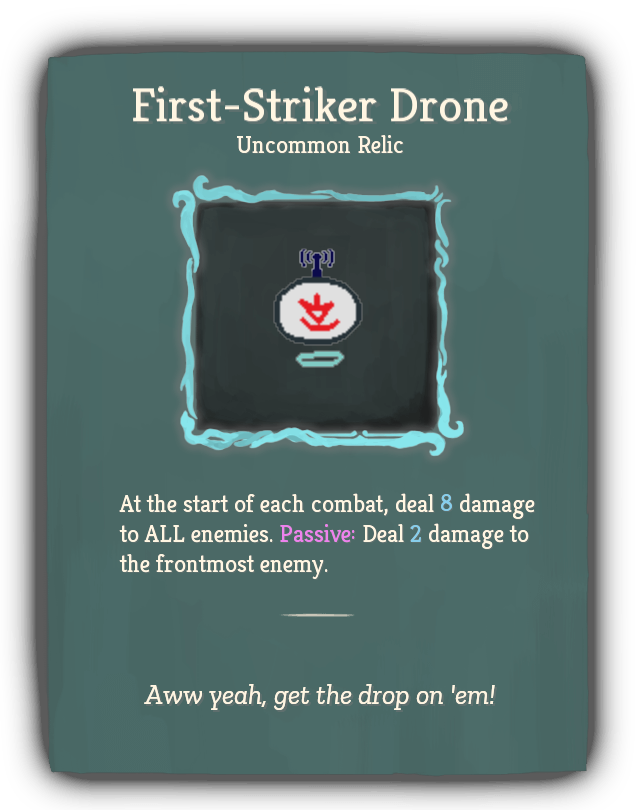 First-Striker Drone
Uncommon Relic
At the start of each combat, deal 8 damage
to ALL enemies. Passive: Deal 2 damage to
the frontmost enemy.
Aww yeah, get the drop on 'em!